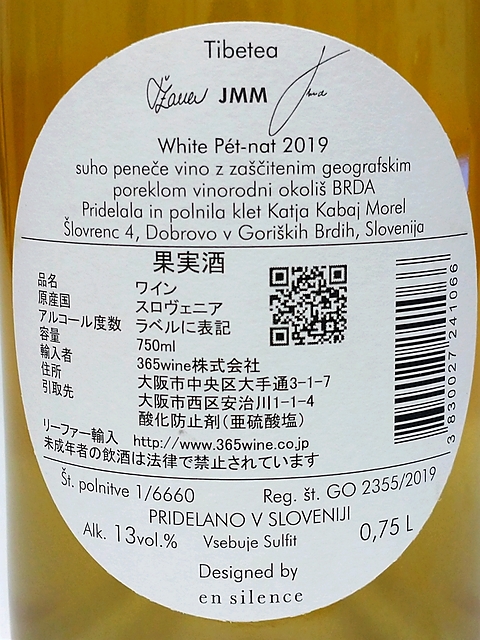 Tibetea
JMM
White Pét-nat 2019
suho peneče vino z zaščitenim geografskim
poreklom vinorodni okoliš BRDA
Pridelala in polnila klet Katja Kabaj Morel
Šlovrenc 4, Dobrovo v Goriških Brdih, Slovenija
果実酒
品名 ワイン
原産国 スロヴェニア
アルコール度数 ラベルに表記
容量 750ml
輸入者 365wine株式会社
住所 大阪市中央区大手通3-1-7
引取先 大阪市西区安治川1-1-4
酸化防止剤(亜硫酸塩)
リーファー輸入 http://www.365wine.co.jp
未成年者の飲酒は法律で禁止されています
3830027241066
Št. polnitve 1/6660 Reg. št. GO 2355/2019
PRIDELANO V SLOVENIJI
Alk. 13vol.% Vsebuje Sulfit 0,75 L
Designed by
en silence